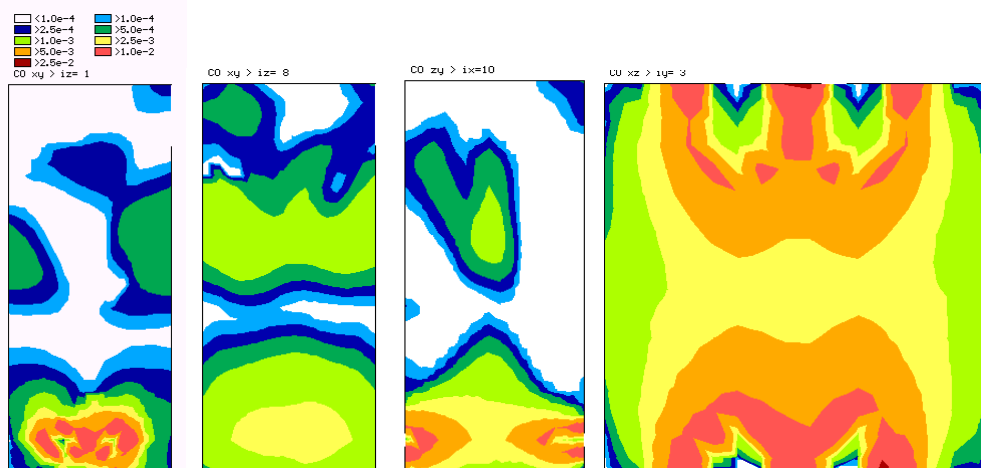 <1.0e-4 >1.0e-4
>2.5e-4 >5.0e-4
>1.0e-3 >2.5e-3
>5.0e-3 >1.0e-2
>2.5e-2
CO xy > iz= 1
CO xy > iz= 8
CO zy > ix=10
CO xz > iy= 3